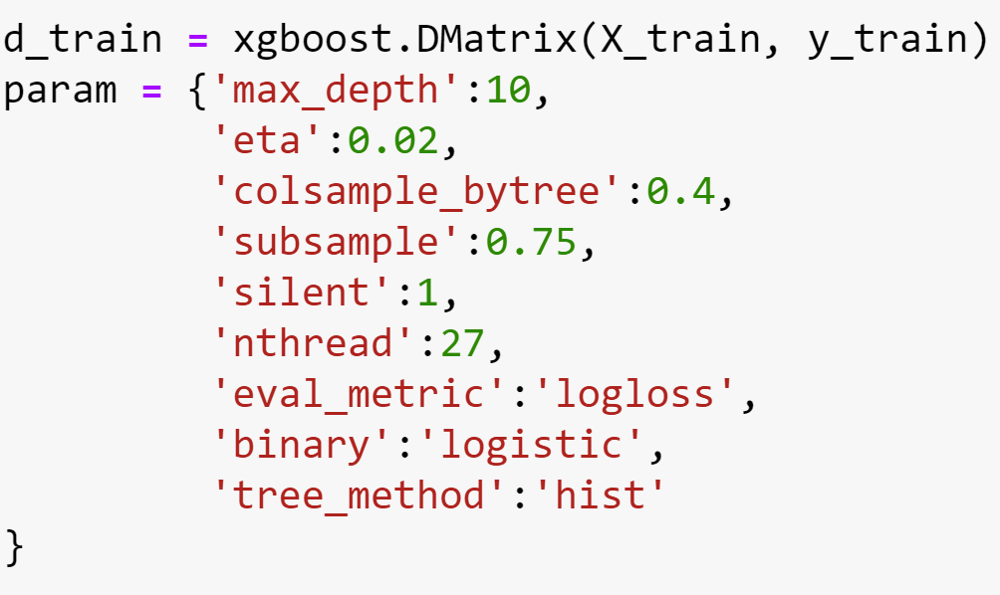 d_train = xgboost.DMatrix(X_train, y_train)
param = {'max_depth':10,
         'eta':0.02,
         'colsample_bytree':0.4,
         'subsample':0.75,
         'silent':1,
         'nthread':27,
         'eval_metric':'logloss',
         'binary':'logistic',
         'tree_method':'hist'
}